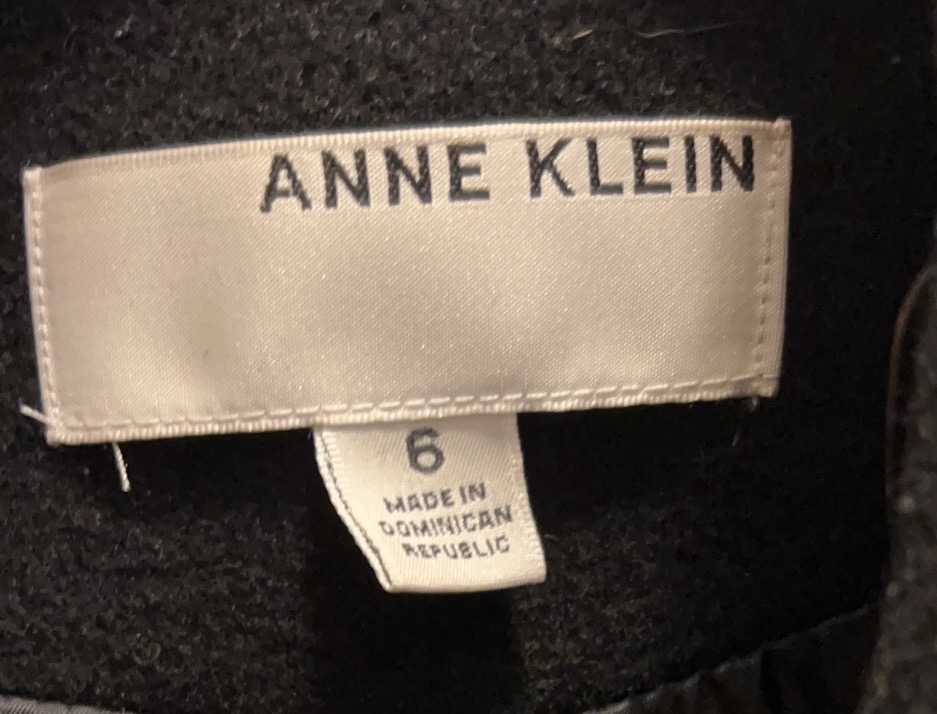 ANNE KLEIN
6
MADE IN
DOMINICAN
REPUBLIC